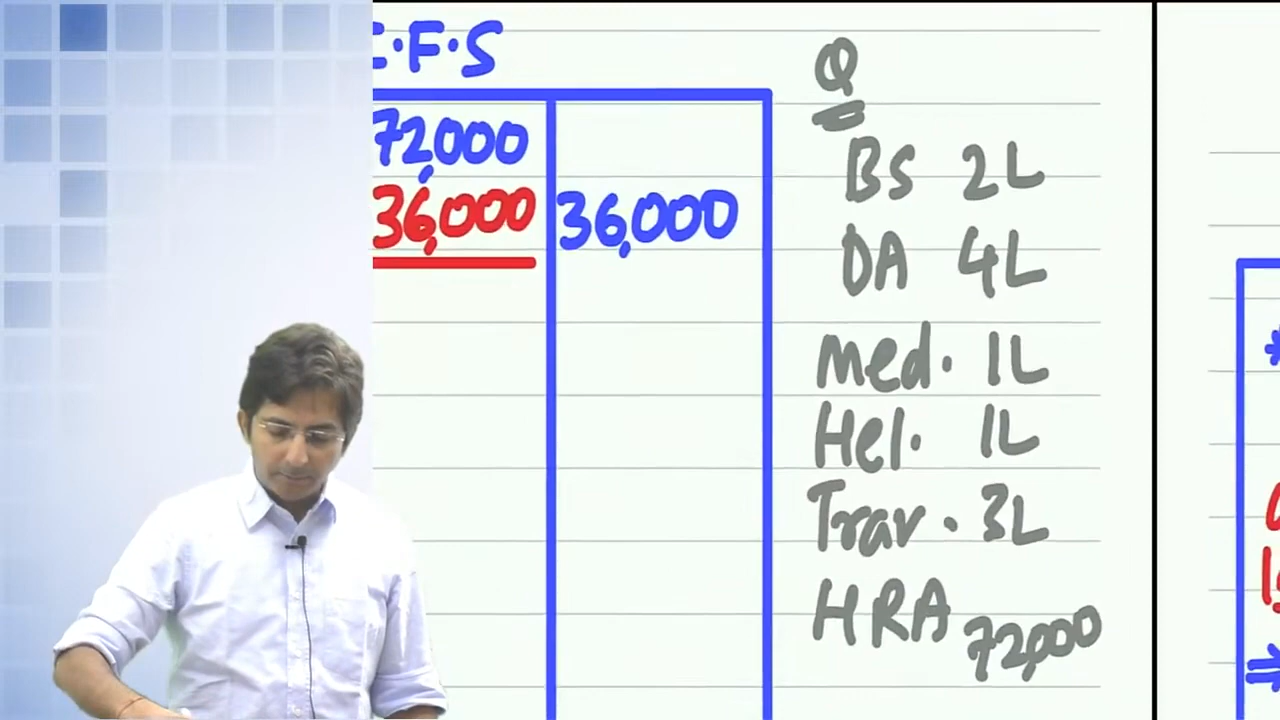 I.F.S
72,000
36,000 36,000
Q
BS 2L
DA 4L
Med. 1L
Hel. 1L
Trav. 3L
HRA 72,000